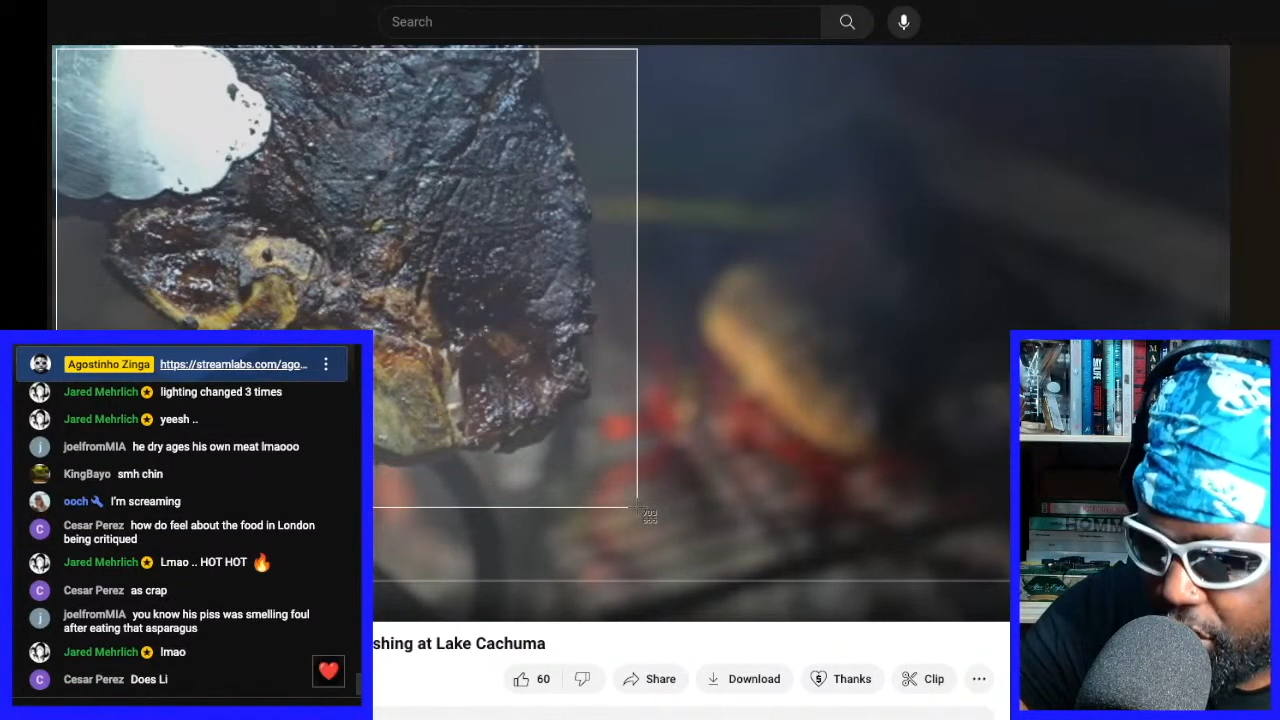 Search
Agostinho Zinga https://streamlabs.com/ago...
Jared Mehrlich lighting changed 3 times
Jared Mehrlich yeesh ..
joelfromMIA he dry ages his own meat lmaooo
KingBayo smh chin
ooch I'm screaming
Cesar Perez how do feel about the food in London
being critiqued
Jared Mehrlich Lmao .. HOT HOT 🔥
Cesar Perez as crap
joelfromMIA you know his piss was smelling foul
after eating that asparagus
Jared Mehrlich lmao
Cesar Perez Does Li
shing at Lake Cachuma
60
Share
Download
Thanks
Clip